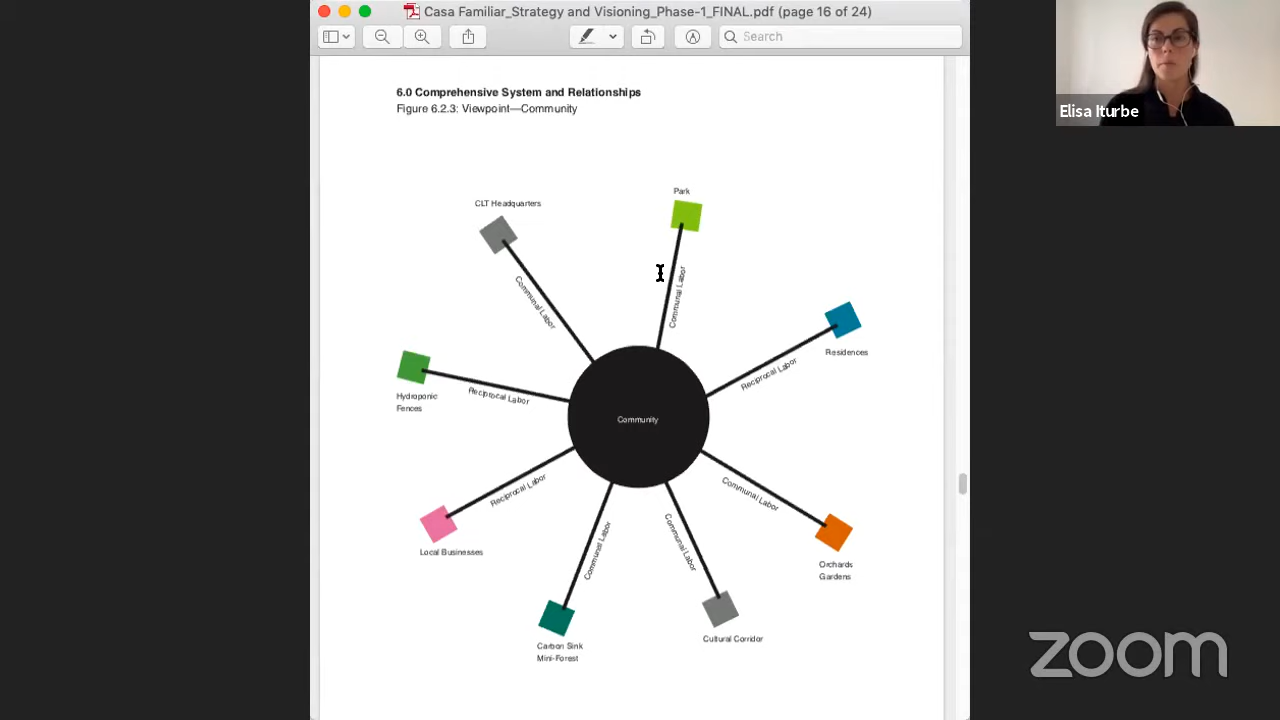 Casa Familiar_Strategy and Visioning_Phase-1_FINAL.pdf (page 16 of 24)
Search
Elisa Iturbe
6.0 Comprehensive System and Relationships
Figure 6.2.3: Viewpoint—Community
Park
CLT Headquarters
Communal Labor
Communal Labor
Residences
Reciprocal Labor
Hydroponic
Fences
Reciprocal Labor
Community
Reciprocal Labor
Local Businesses
Communal Labor
Orchards
Gardens
Communal Labor
Communal Labor
Cultural Corridor
Carbon Sink
Mini-Forest
zoom